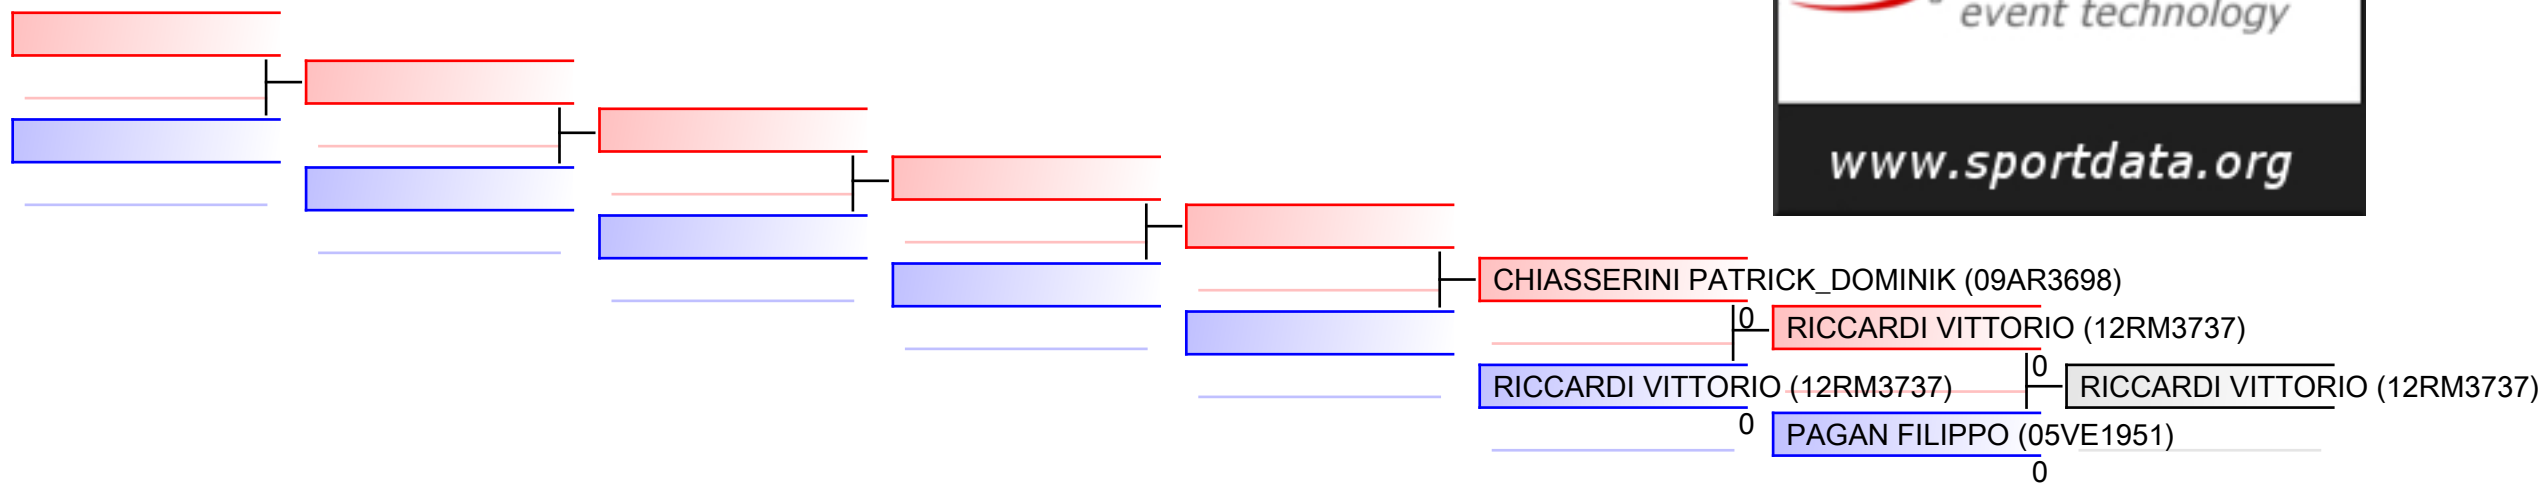 event technology
www.sportdata.org
CHIASSERINI PATRICK_DOMINIK (09AR3698)
0
RICCARDI VITTORIO (12RM3737)
0
RICCARDI VITTORIO (12RM3737)
RICCARDI VITTORIO (12RM3737)
0
PAGAN FILIPPO (05VE1951)
0